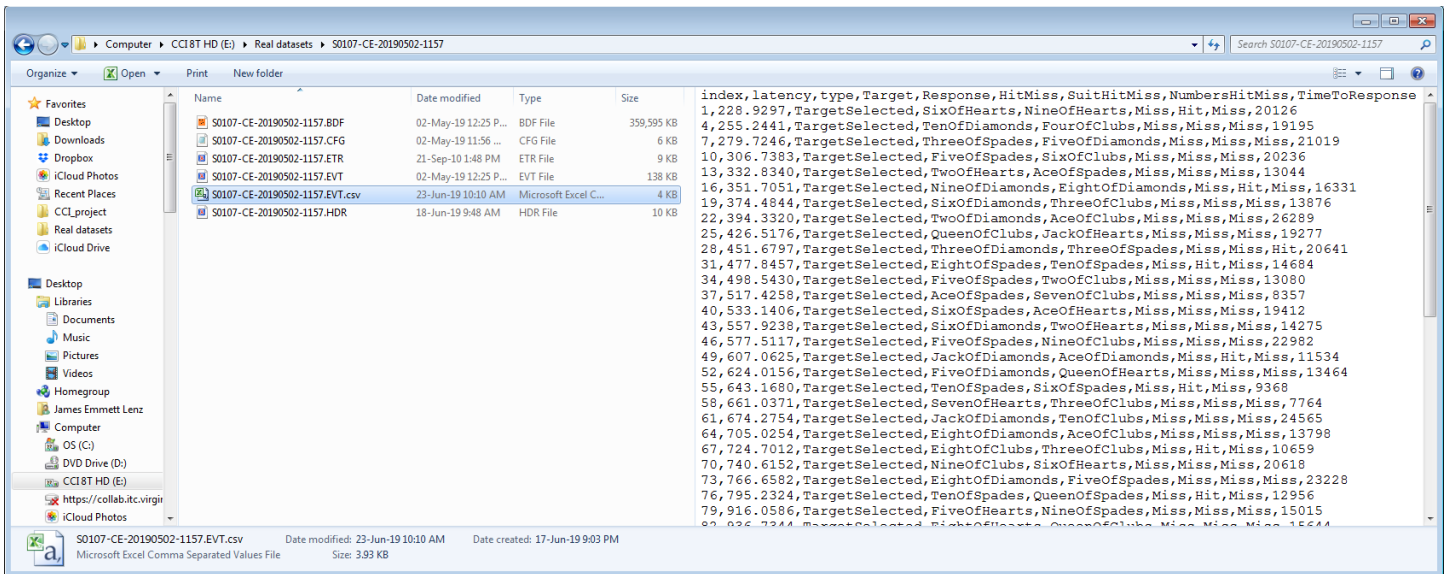 Computer ▸ CCI 8T HD (E:) ▸ Real datasets ▸ S0107-CE-20190502-1157
Search S0107-CE-20190502-1157
Organize Open Print New folder
Favorites
Desktop
Downloads
Dropbox
iCloud Photos
Recent Places
CCI_project
Real datasets
iCloud Drive
Desktop
Libraries
Documents
Music
Pictures
Videos
Homegroup
James Emmett Lenz
Computer
OS (C:)
DVD Drive (D:)
CCI 8T HD (E:)
https://collab.itc.virgin
iCloud Photos
Name Date modified Type Size
S0107-CE-20190502-1157.BDF 02-May-19 12:25 P... BDF File 359,595 KB
S0107-CE-20190502-1157.CFG 02-May-19 11:56 ... CFG File 6 KB
S0107-CE-20190502-1157.ETR 21-Sep-10 1:48 PM ETR File 9 KB
S0107-CE-20190502-1157.EVT 02-May-19 12:25 P... EVT File 138 KB
S0107-CE-20190502-1157.EVT.csv 23-Jun-19 10:10 AM Microsoft Excel C... 4 KB
S0107-CE-20190502-1157.HDR 18-Jun-19 9:48 AM HDR File 10 KB
index,latency,type,Target,Response,HitMiss,SuitHitMiss,NumbersHitMiss,TimeToResponse
1,228.9297,TargetSelected,SixOfHearts,NineOfHearts,Miss,Hit,Miss,20126
4,255.2441,TargetSelected,TenOfDiamonds,FourOfClubs,Miss,Miss,Miss,19195
7,279.7246,TargetSelected,ThreeOfSpades,FiveOfDiamonds,Miss,Miss,Miss,21019
10,306.7383,TargetSelected,FiveOfSpades,SixOfClubs,Miss,Miss,Miss,20236
13,332.8340,TargetSelected,TwoOfHearts,AceOfSpades,Miss,Miss,Miss,13044
16,351.7051,TargetSelected,NineOfDiamonds,EightOfDiamonds,Miss,Hit,Miss,16331
19,374.4844,TargetSelected,SixOfDiamonds,ThreeOfClubs,Miss,Miss,Miss,13876
22,394.3320,TargetSelected,TwoOfDiamonds,AceOfClubs,Miss,Miss,Miss,26289
25,426.5176,TargetSelected,QueenOfClubs,JackOfHearts,Miss,Miss,Miss,19277
28,451.6797,TargetSelected,ThreeOfDiamonds,ThreeOfSpades,Miss,Miss,Hit,20641
31,477.8457,TargetSelected,EightOfSpades,TenOfSpades,Miss,Hit,Miss,14684
34,498.5430,TargetSelected,FiveOfSpades,TwoOfClubs,Miss,Miss,Miss,13080
37,517.4258,TargetSelected,AceOfSpades,SevenOfClubs,Miss,Miss,Miss,8357
40,533.1406,TargetSelected,SixOfSpades,AceOfHearts,Miss,Miss,Miss,19412
43,557.9238,TargetSelected,SixOfDiamonds,TwoOfHearts,Miss,Miss,Miss,14275
46,577.5117,TargetSelected,FiveOfSpades,NineOfClubs,Miss,Miss,Miss,22982
49,607.0625,TargetSelected,JackOfDiamonds,AceOfDiamonds,Miss,Hit,Miss,11534
52,624.0156,TargetSelected,FiveOfDiamonds,QueenOfHearts,Miss,Miss,Miss,13464
55,643.1680,TargetSelected,TenOfSpades,SixOfSpades,Miss,Hit,Miss,9368
58,661.0371,TargetSelected,SevenOfHearts,ThreeOfClubs,Miss,Miss,Miss,7764
61,674.2754,TargetSelected,JackOfDiamonds,TenOfClubs,Miss,Miss,Miss,24565
64,705.0254,TargetSelected,EightOfDiamonds,AceOfClubs,Miss,Miss,Miss,13798
67,724.7012,TargetSelected,EightOfClubs,ThreeOfClubs,Miss,Hit,Miss,10659
70,740.6152,TargetSelected,NineOfClubs,SixOfHearts,Miss,Miss,Miss,20618
73,766.6582,TargetSelected,EightOfDiamonds,FiveOfSpades,Miss,Miss,Miss,23228
76,795.2324,TargetSelected,TenOfSpades,QueenOfSpades,Miss,Hit,Miss,12956
79,916.0586,TargetSelected,FiveOfHearts,NineOfSpades,Miss,Miss,Miss,15015
82,936.7344,TargetSelected,EightOfHearts,QueenOfClubs,Miss,Miss,Miss,15644
S0107-CE-20190502-1157.EVT.csv Date modified: 23-Jun-19 10:10 AM Date created: 17-Jun-19 9:03 PM
Microsoft Excel Comma Separated Values File Size: 3.93 KB